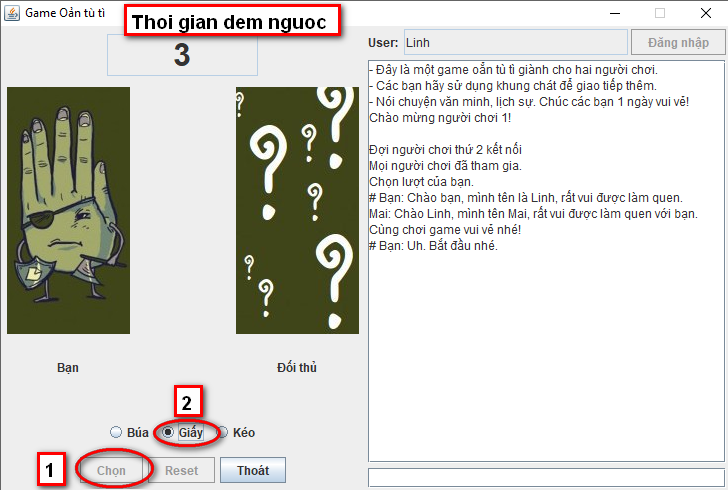 Game Oẳn tù tì
Thoi gian dem nguoc
3
User: Linh Đăng nhập
- Đây là một game oẳn tù tì giành cho hai người chơi.
- Các bạn hãy sử dụng khung chát để giao tiếp thêm.
- Nói chuyện văn minh, lịch sự. Chúc các bạn 1 ngày vui vẻ!
Chào mừng người chơi 1!
Đợi người chơi thứ 2 kết nối
Mọi người chơi đã tham gia.
Chọn lượt của bạn.
# Bạn: Chào bạn, mình tên là Linh, rất vui được làm quen.
Mai: Chào Linh, mình tên Mai, rất vui được làm quen với bạn.
Cùng chơi game vui vẻ nhé!
# Bạn: Uh. Bắt đầu nhé.
Bạn Đối thủ
2
Búa Giấy Kéo
1 Chọn Reset Thoát